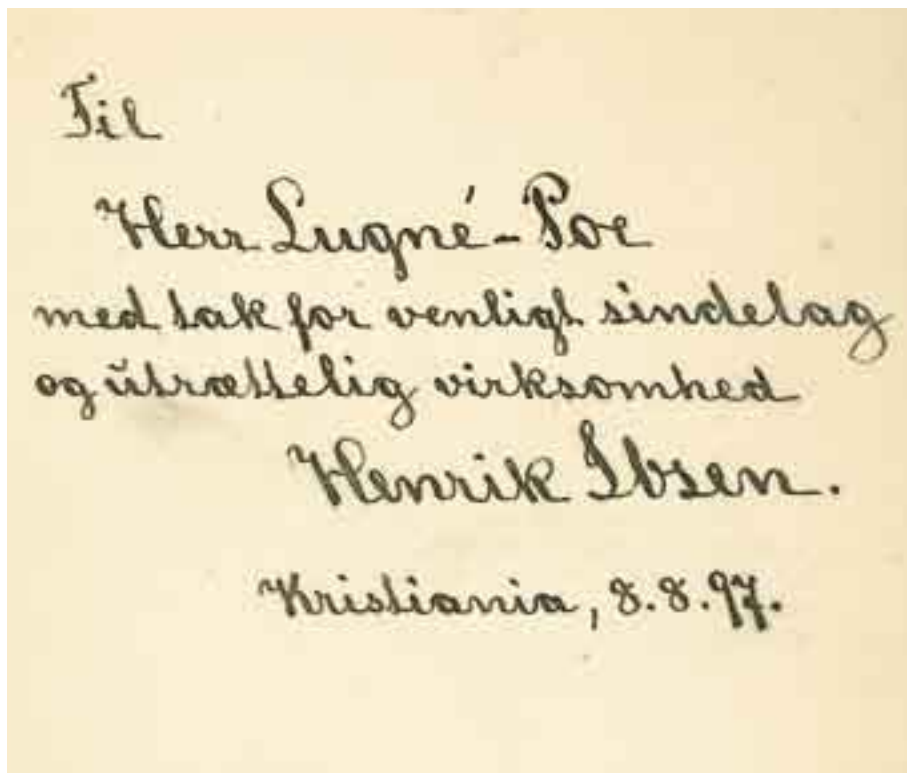 Til
Herr Lugné-Poe
med tak for venligt sindelag
og utrættelig virksomhed
Henrik Ibsen.
Kristiania, 8.8.97.